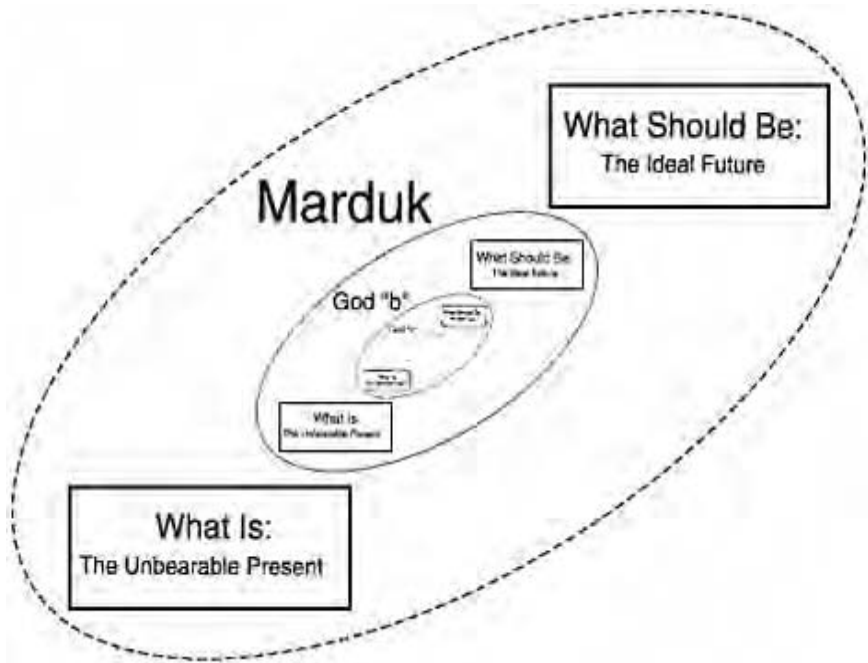 What Should Be:
The Ideal Future
Marduk
What Should Be:
The Ideal Future
God "b"
What Is
The Unbearable Present
What Is:
The Unbearable Present